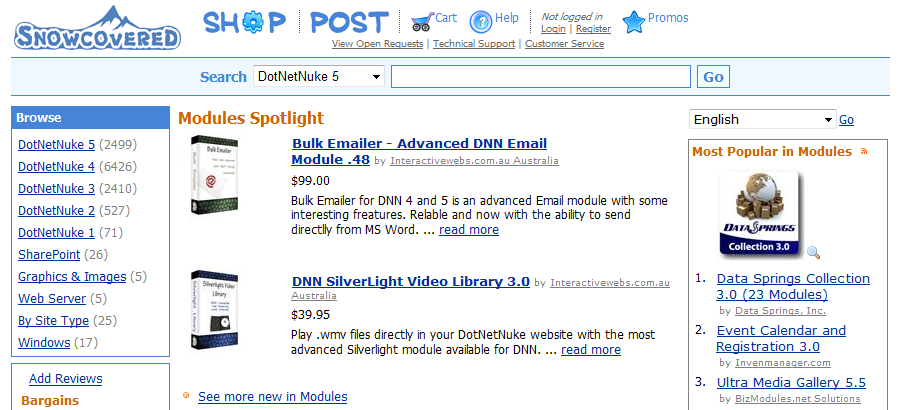 SNOWCOVERED
SHOP | POST | Cart Help | Not logged in Promos
Login | Register
View Open Requests | Technical Support | Customer Service
Search DotNetNuke 5 Go
Browse
DotNetNuke 5 (2499)
DotNetNuke 4 (6426)
DotNetNuke 3 (2410)
DotNetNuke 2 (527)
DotNetNuke 1 (71)
SharePoint (26)
Graphics & Images (5)
Web Server (5)
By Site Type (25)
Windows (17)
Add Reviews
Bargains
Modules Spotlight
Bulk Emailer
Bulk Emailer - Advanced DNN Email
Module .48 by Interactivewebs.com.au Australia
$99.00
Bulk Emailer for DNN 4 and 5 is an advanced Email module with some
interesting freatures. Relable and now with the ability to send
directlly from MS Word. ... read more
Silverlight Video
Library
DNN SilverLight Video Library 3.0 by Interactivewebs.com.au
Australia
$39.95
Play .wmv files directly in your DotNetNuke website with the most
advanced Silverlight module available for DNN. ... read more
See more new in Modules
English Go
Most Popular in Modules
DATA SPRINGS
Collection 3.0
1. Data Springs Collection
3.0 (23 Modules)
by Data Springs, Inc.
2. Event Calendar and
Registration 3.0
by Invenmanager.com
3. Ultra Media Gallery 5.5
by BizModules.net Solutions